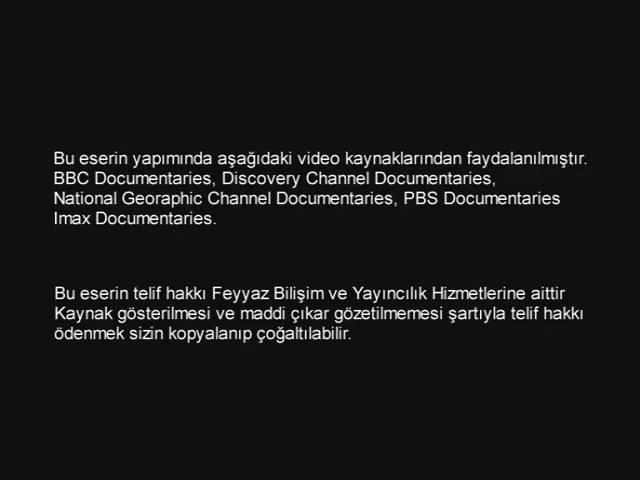 Bu eserin yapımında aşağıdaki video kaynaklarından faydalanılmıştır.
BBC Documentaries, Discovery Channel Documentaries,
National Georaphic Channel Documentaries, PBS Documentaries
Imax Documentaries.
Bu eserin telif hakkı Feyyaz Bilişim ve Yayıncılık Hizmetlerine aittir
Kaynak gösterilmesi ve maddi çıkar gözetilmemesi şartıyla telif hakkı
ödenmek sizin kopyalanıp çoğaltılabilir.